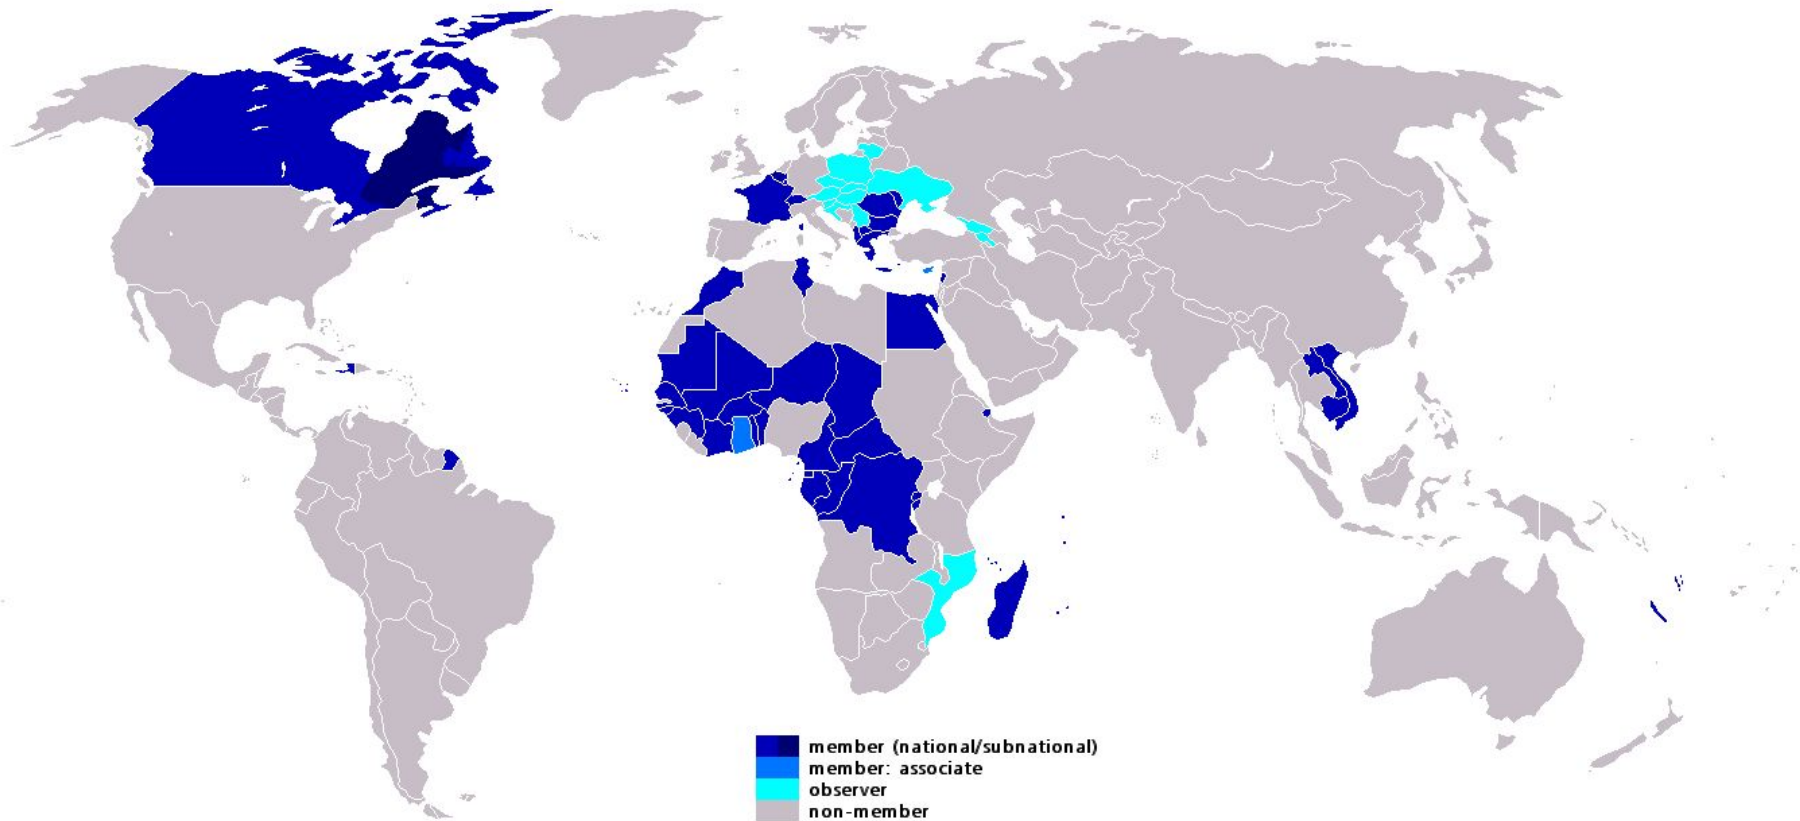 member (national/subnational)
member: associate
observer
non-member